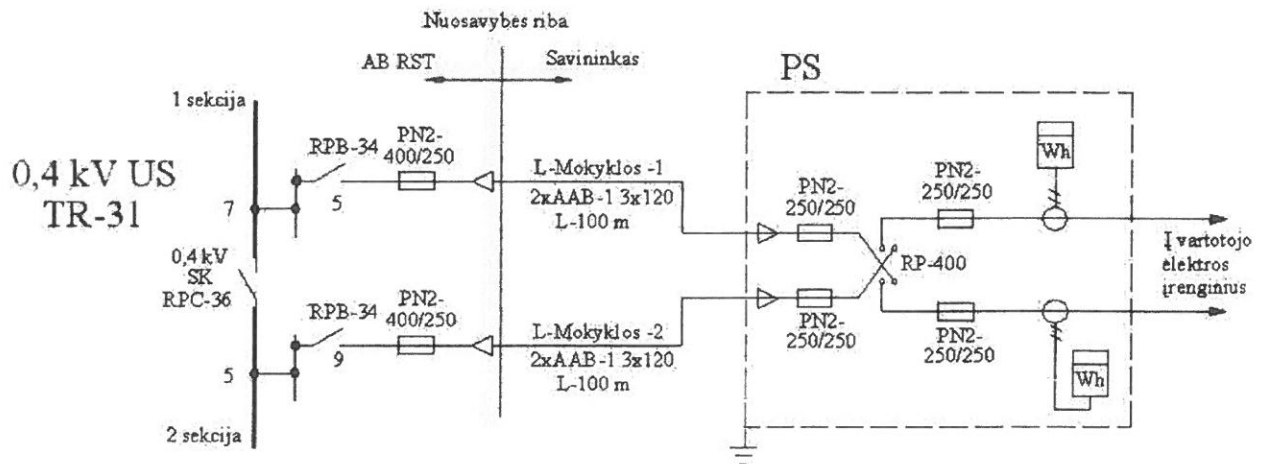 Nuosavybės riba
AB RST
Savininkas
PS
1 sekcija
0,4 kV US
TR-31
7
RPB-34
5
PN2-
400/250
L-Mokyklos -1
2xAAB-1 3x120
L-100 m
PN2-
250/250
PN2-
250/250
Wh
0,4 kV
SK
RPC-36
RP-400
Į vartotojo
elektros
įrenginius
RPB-34
9
PN2-
400/250
L-Mokyklos -2
2xAAB-1 3x120
L-100 m
PN2-
250/250
PN2-
250/250
Wh
5
2 sekcija